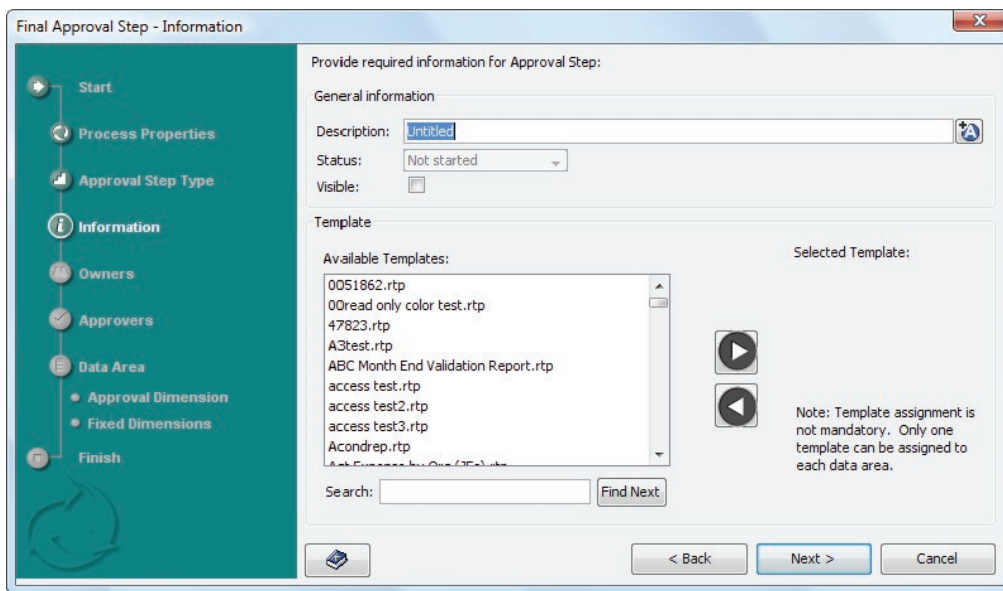 Final Approval Step - Information
Start
Process Properties
Approval Step Type
Information
Owners
Approvers
Data Area
Approval Dimension
Fixed Dimensions
Finish
Provide required information for Approval Step:
General information
Description: Untitled
Status: Not started
Visible:
Template
Available Templates:
0051862.rtp
00read only color test.rtp
47823.rtp
A3test.rtp
ABC Month End Validation Report.rtp
access test.rtp
access test2.rtp
access test3.rtp
Acondrep.rtp
Search:
Find Next
Selected Template:
Note: Template assignment is
not mandatory. Only one
template can be assigned to
each data area.
< Back
Next >
Cancel